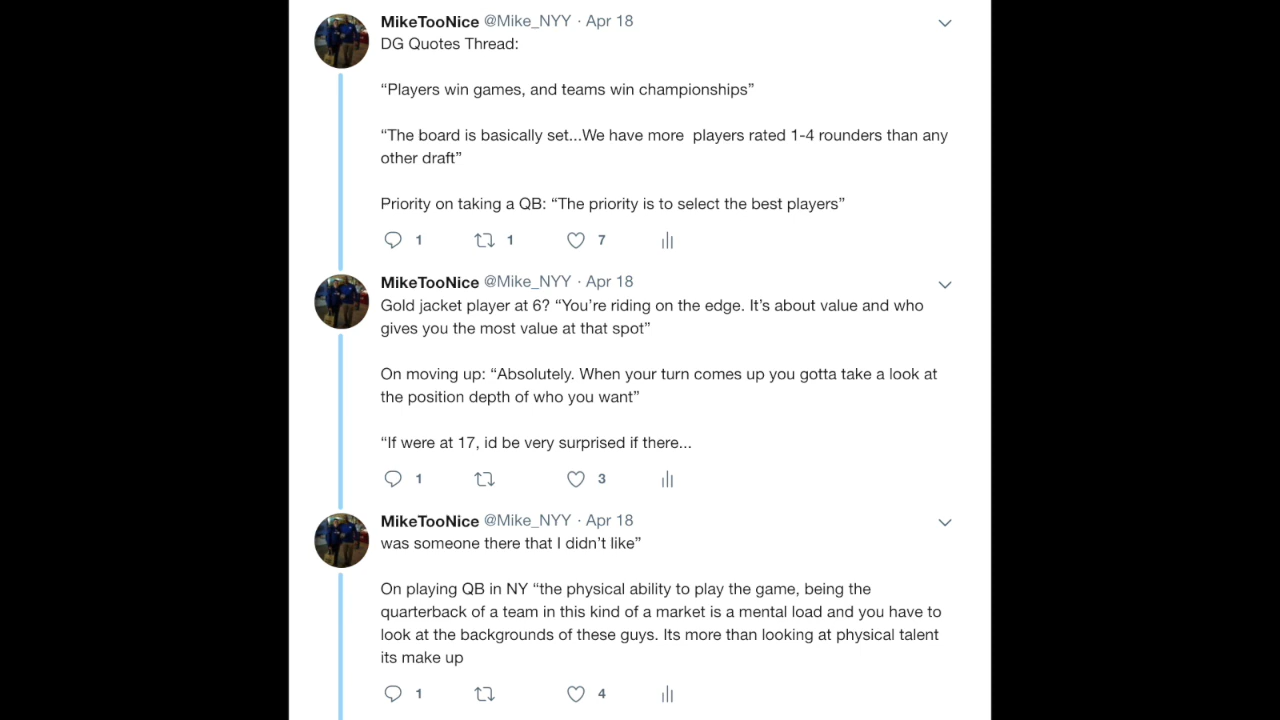 MikeTooNice @Mike_NYY · Apr 18
DG Quotes Thread:
“Players win games, and teams win championships”
“The board is basically set...We have more  players rated 1-4 rounders than any
other draft”
Priority on taking a QB: “The priority is to select the best players”
1 1 7
MikeTooNice @Mike_NYY · Apr 18
Gold jacket player at 6? “You’re riding on the edge. It’s about value and who
gives you the most value at that spot”
On moving up: “Absolutely. When your turn comes up you gotta take a look at
the position depth of who you want”
“If were at 17, id be very surprised if there...
1 3
MikeTooNice @Mike_NYY · Apr 18
was someone there that I didn’t like”
On playing QB in NY “the physical ability to play the game, being the
quarterback of a team in this kind of a market is a mental load and you have to
look at the backgrounds of these guys. Its more than looking at physical talent
its make up
1 4